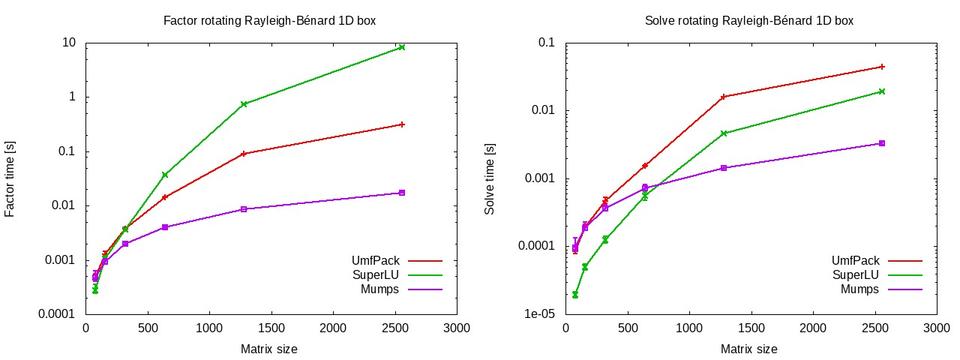 Factor rotating Rayleigh-Bénard 1D box
10
1
0.1
0.01
0.001
0.0001
Factor time [s]
UmfPack
SuperLU
Mumps
0 500 1000 1500 2000 2500 3000
Matrix size
Solve rotating Rayleigh-Bénard 1D box
0.1
0.01
0.001
0.0001
1e-05
Solve time [s]
UmfPack
SuperLU
Mumps
0 500 1000 1500 2000 2500 3000
Matrix size